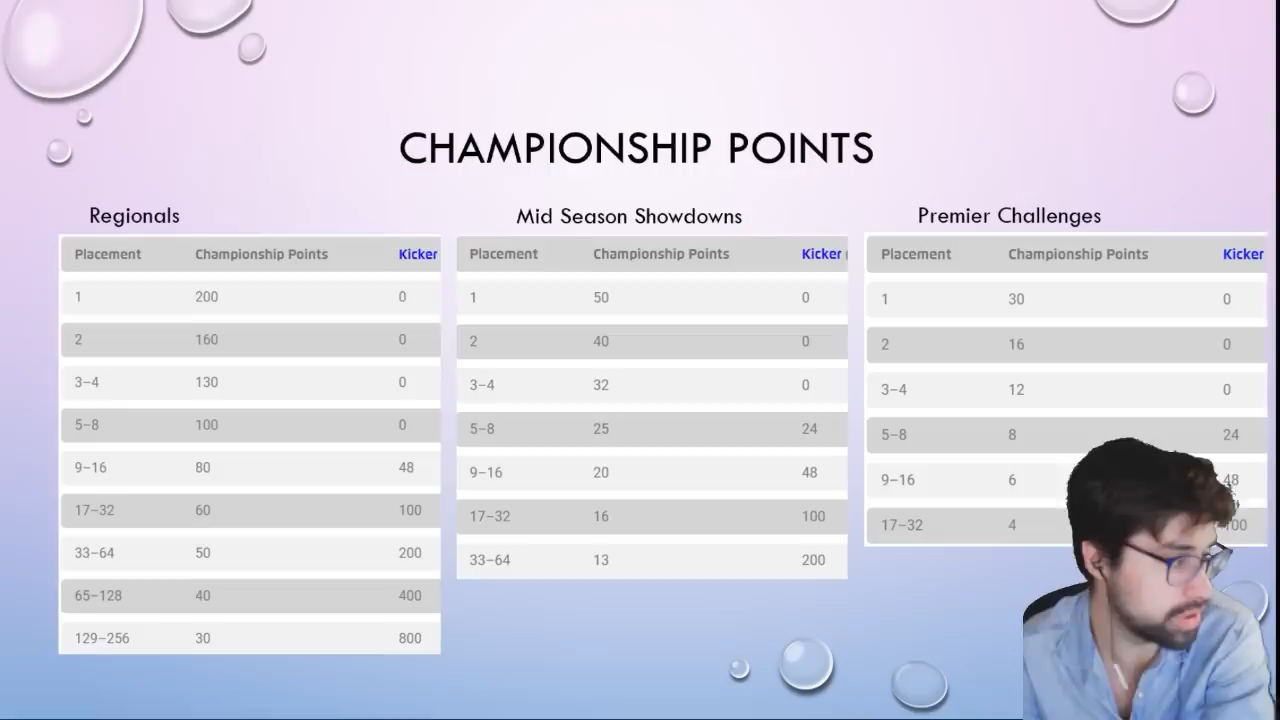 CHAMPIONSHIP POINTS
Regionals
Placement Championship Points Kicker
1 200 0
2 160 0
3–4 130 0
5–8 100 0
9–16 80 48
17–32 60 100
33–64 50 200
65–128 40 400
129–256 30 800
Mid Season Showdowns
Placement Championship Points Kicker
1 50 0
2 40 0
3–4 32 0
5–8 25 24
9–16 20 48
17–32 16 100
33–64 13 200
Premier Challenges
Placement Championship Points Kicker
1 30 0
2 16 0
3–4 12 0
5–8 8 24
9–16 6 48
17–32 4 100